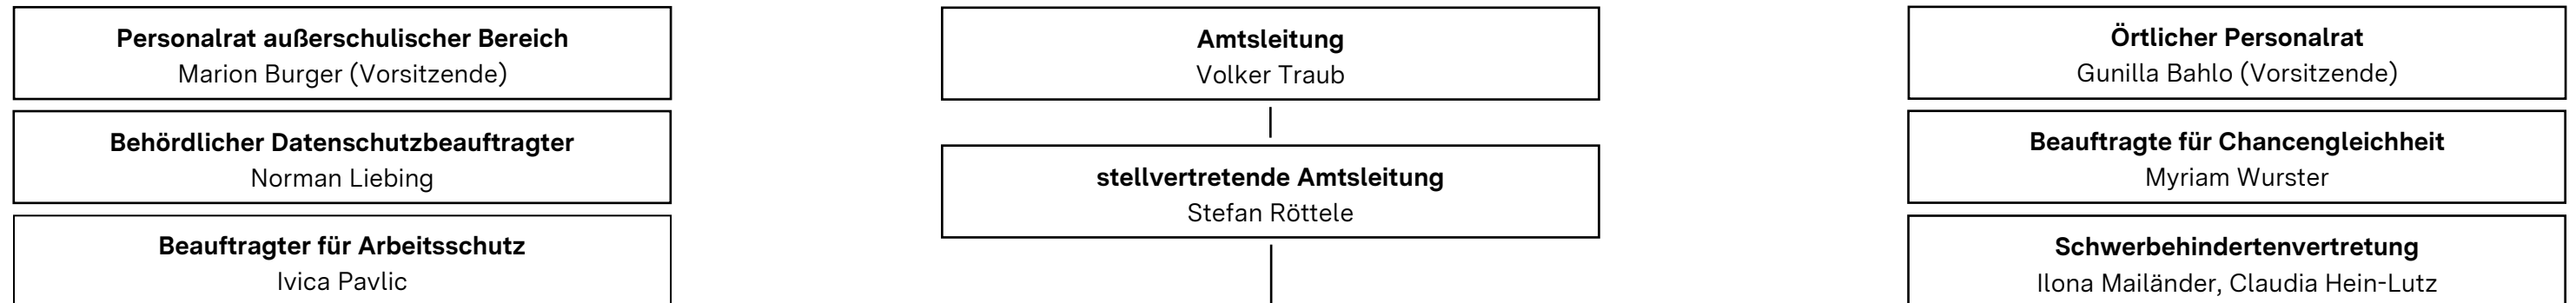 Personalrat außerschulischer Bereich
Marion Burger (Vorsitzende)
Behördlicher Datenschutzbeauftragter
Norman Liebing
Beauftragter für Arbeitsschutz
Ivica Pavlic
Amtsleitung
Volker Traub
stellvertretende Amtsleitung
Stefan Röttele
Örtlicher Personalrat
Gunilla Bahlo (Vorsitzende)
Beauftragte für Chancengleichheit
Myriam Wurster
Schwerbehindertenvertretung
Ilona Mailänder, Claudia Hein-Lutz